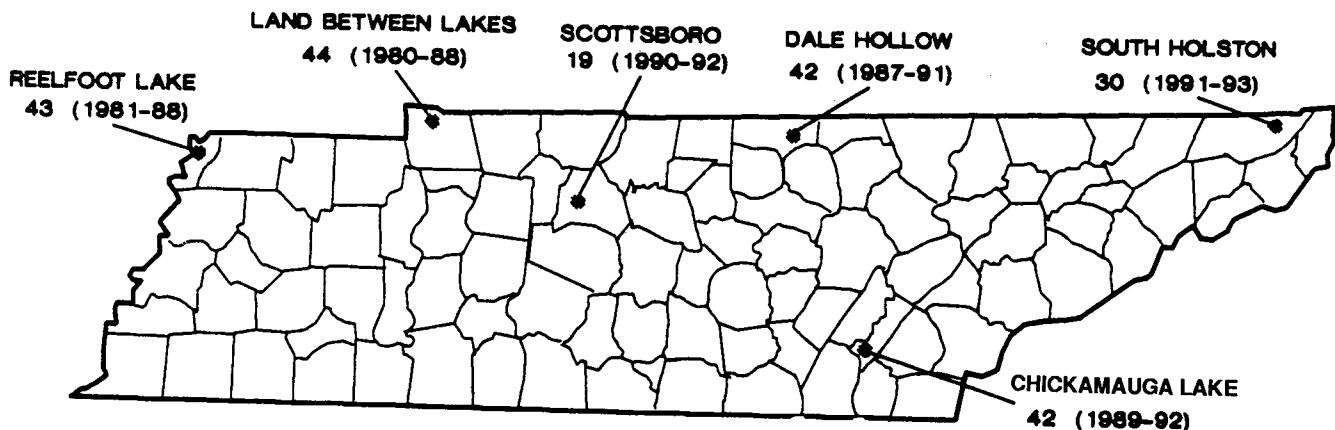 LAND BETWEEN LAKES
44 (1980-88)
SCOTTSBORO
19 (1990-92)
DALE HOLLOW
42 (1987-91)
SOUTH HOLSTON
30 (1991-93)
REELFOOT LAKE
43 (1981-88)
CHICKAMAUGA LAKE
42 (1989-92)